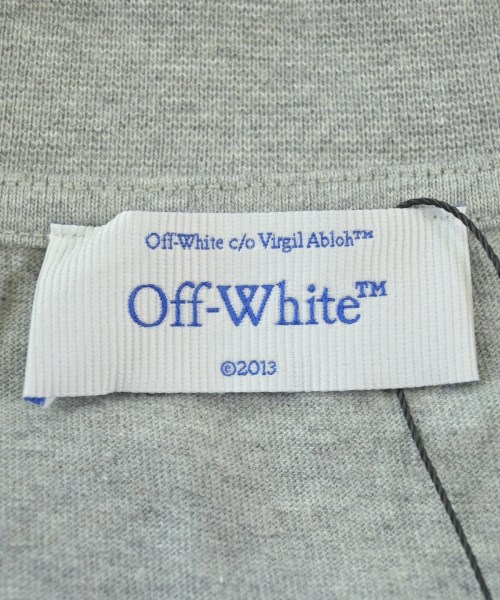 Off-White c/o Virgil Abloh™
Off-White™
©2013